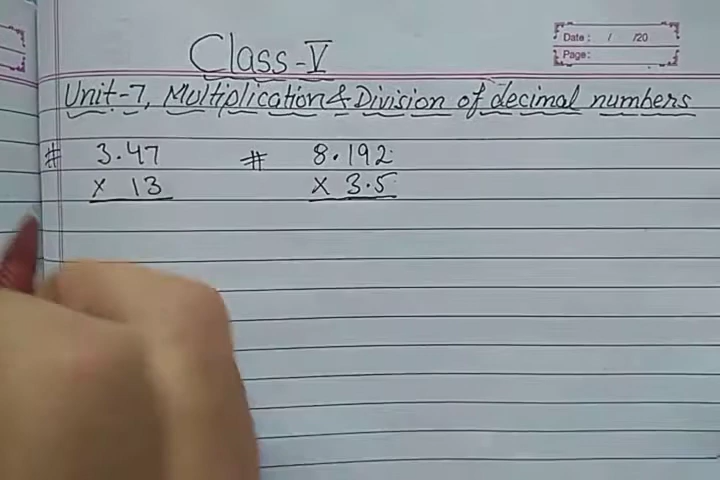 Class-V
Date : / /20
Page:
Unit-7, Multiplication & Division of decimal numbers
# 3.47 # 8.192
× 13 × 3.5